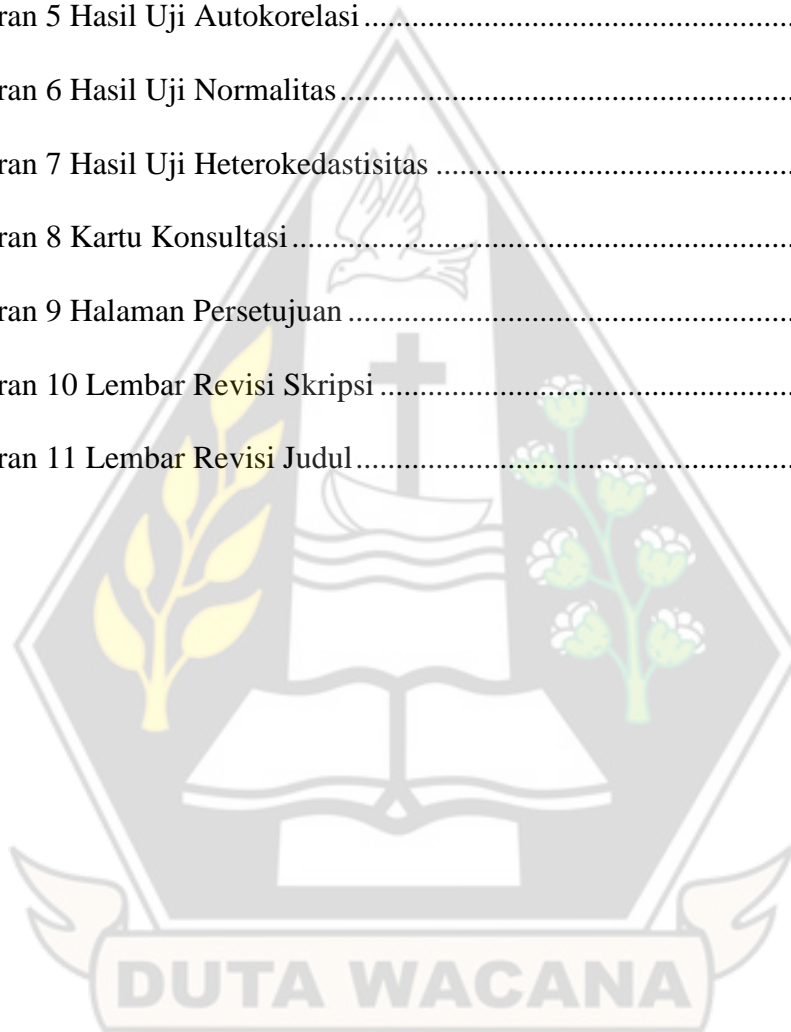 ran 5 Hasil Uji Autokorelasi................................................
ran 6 Hasil Uji Normalitas................................................
ran 7 Hasil Uji Heterokedastisitas................................................
ran 8 Kartu Konsultasi................................................
ran 9 Halaman Persetujuan................................................
ran 10 Lembar Revisi Skripsi................................................
ran 11 Lembar Revisi Judul................................................
DUTA WACANA